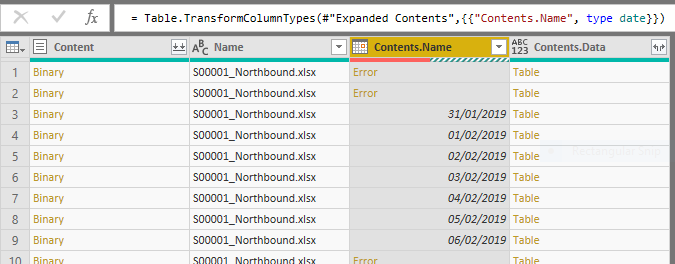 fx = Table.TransformColumnTypes(#"Expanded Contents",{{"Contents.Name", type date}})
Content ABC Name Contents.Name ABC 123 Contents.Data
1 Binary S00001_Northbound.xlsx Error Table
2 Binary S00001_Northbound.xlsx Error Table
3 Binary S00001_Northbound.xlsx 31/01/2019 Table
4 Binary S00001_Northbound.xlsx 01/02/2019 Table
5 Binary S00001_Northbound.xlsx 02/02/2019 Table
6 Binary S00001_Northbound.xlsx 03/02/2019 Table
7 Binary S00001_Northbound.xlsx 04/02/2019 Table
8 Binary S00001_Northbound.xlsx 05/02/2019 Table
9 Binary S00001_Northbound.xlsx 06/02/2019 Table
10 Binary S00001_Northbound.xlsx Error Table